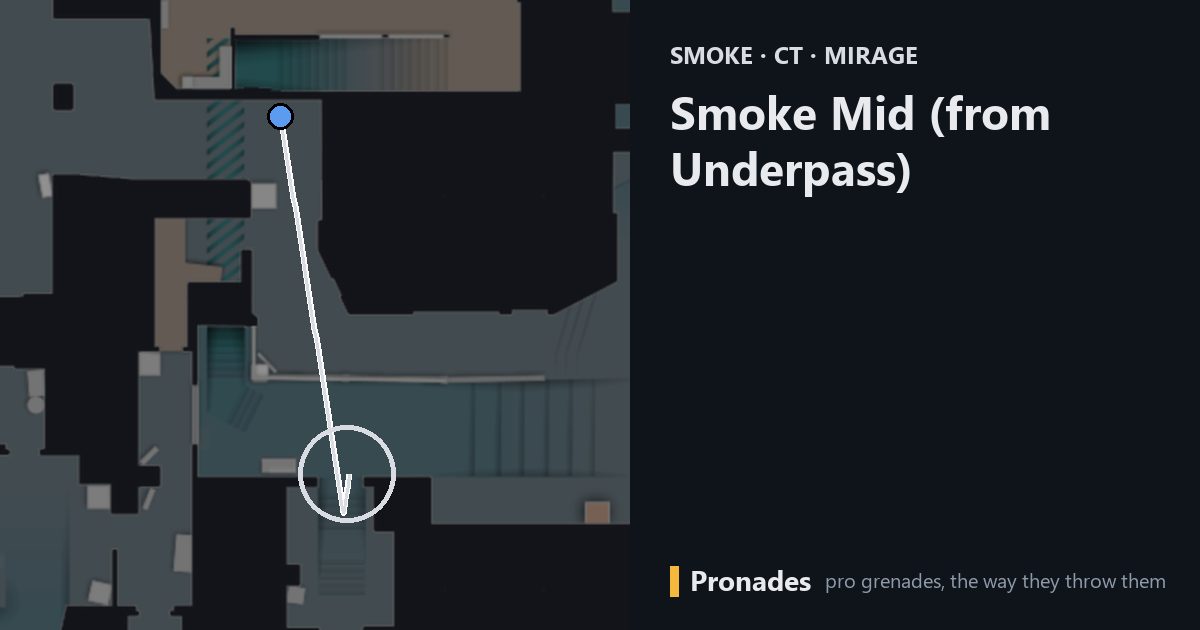 SMOKE · CT · MIRAGE
Smoke Mid (from
Underpass)
Pronades pro grenades, the way they throw them